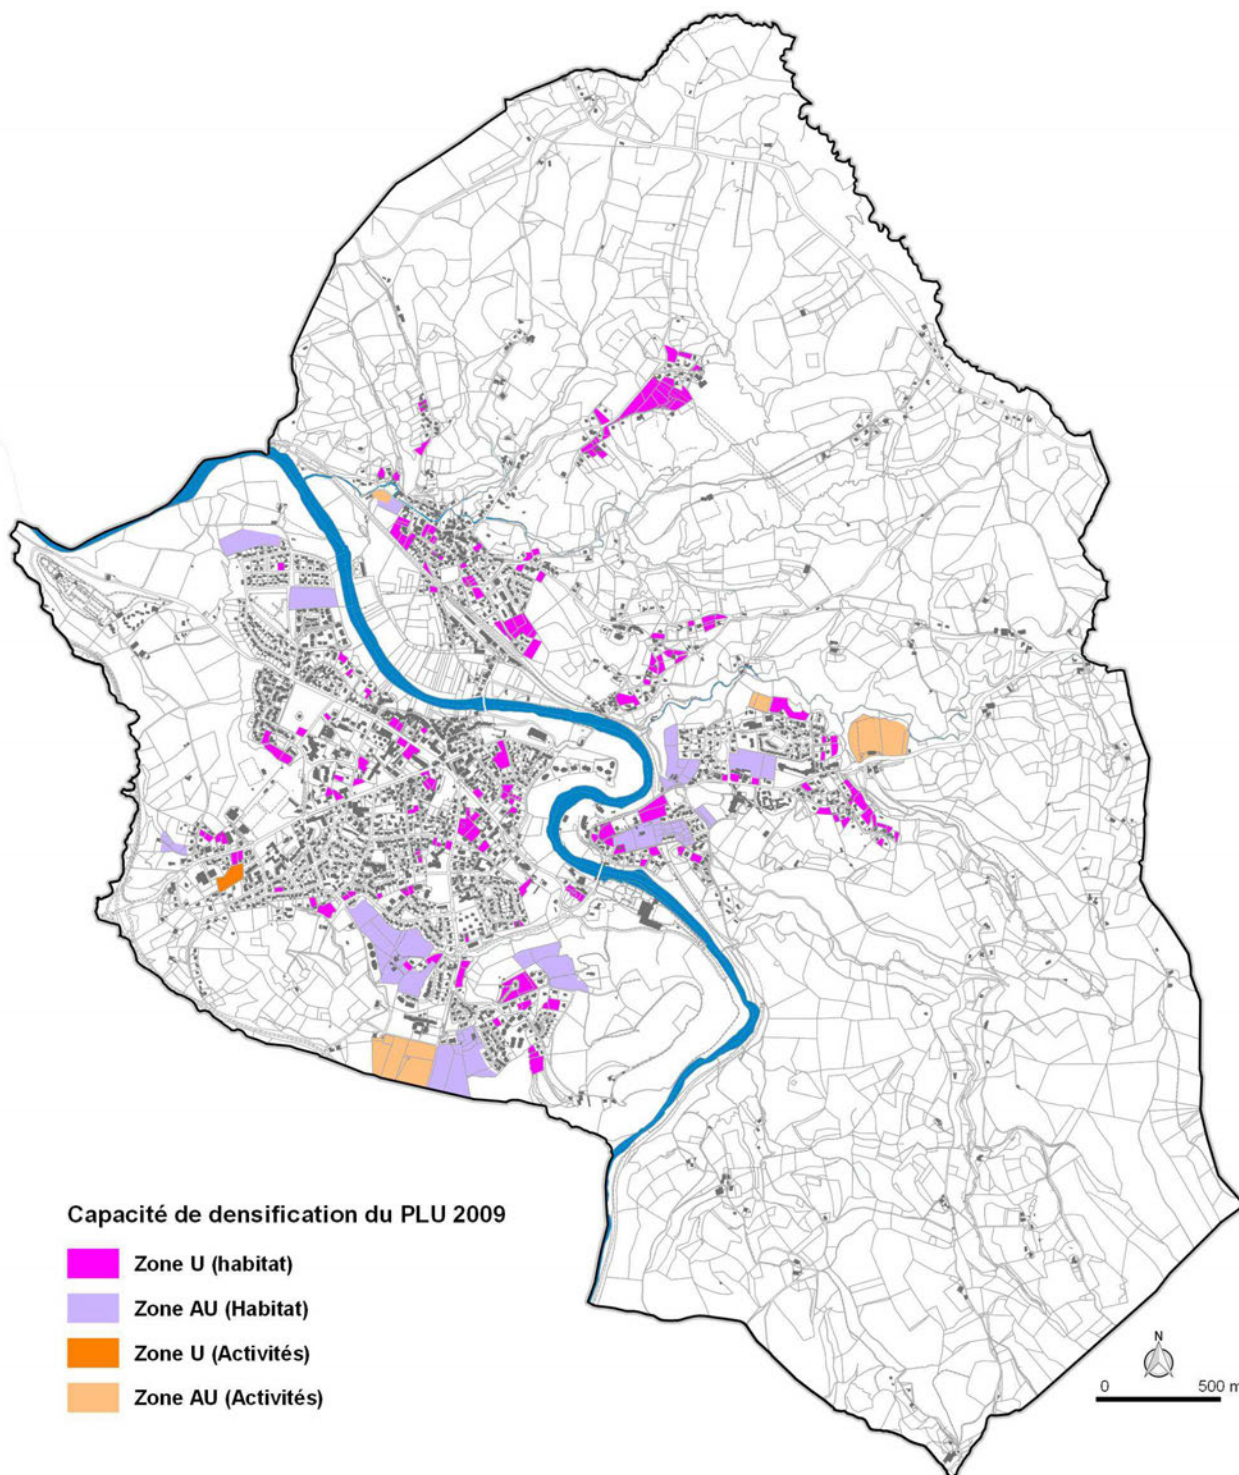 Capacité de densification du PLU 2009
Zone U (habitat)
Zone AU (Habitat)
Zone U (Activités)
Zone AU (Activités)
N
0 500 m